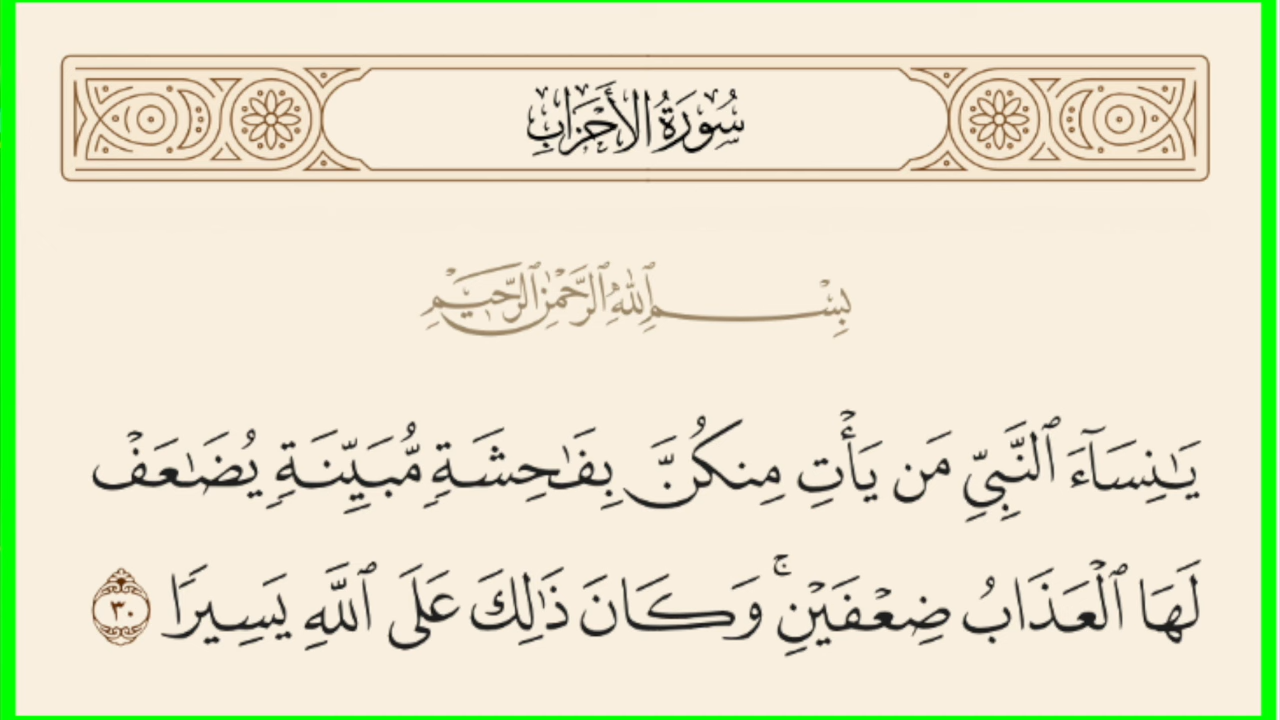 سُورَةُ الأَحْزَابِ
بِسْمِ ٱللَّهِ ٱلرَّحْمَٰنِ ٱلرَّحِيمِ
يَٰنِسَآءَ ٱلنَّبِيِّ مَن يَأْتِ مِنكُنَّ بِفَٰحِشَةٍ مُّبَيِّنَةٍ يُضَٰعَفْ
لَهَا ٱلْعَذَابُ ضِعْفَيْنِ ۚ وَكَانَ ذَٰلِكَ عَلَى ٱللَّهِ يَسِيرًا ٣٠